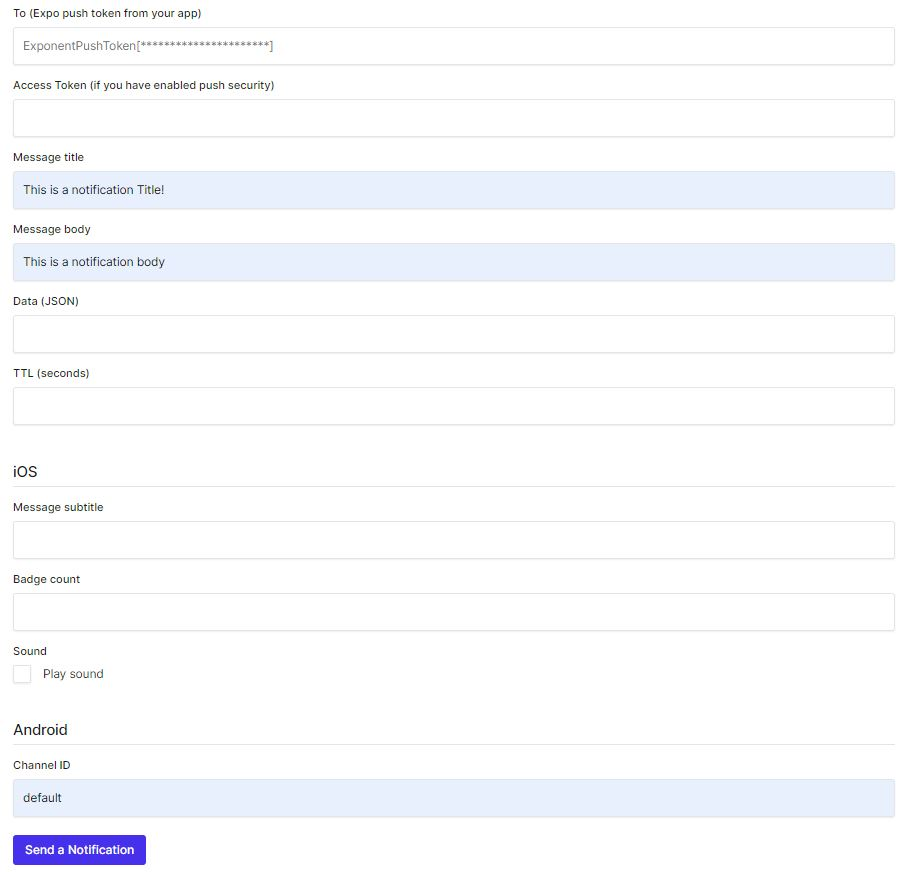 To (Expo push token from your app)
ExponentPushToken[**********************]
Access Token (if you have enabled push security)
Message title
This is a notification Title!
Message body
This is a notification body
Data (JSON)
TTL (seconds)
iOS
Message subtitle
Badge count
Sound
Play sound
Android
Channel ID
default
Send a Notification